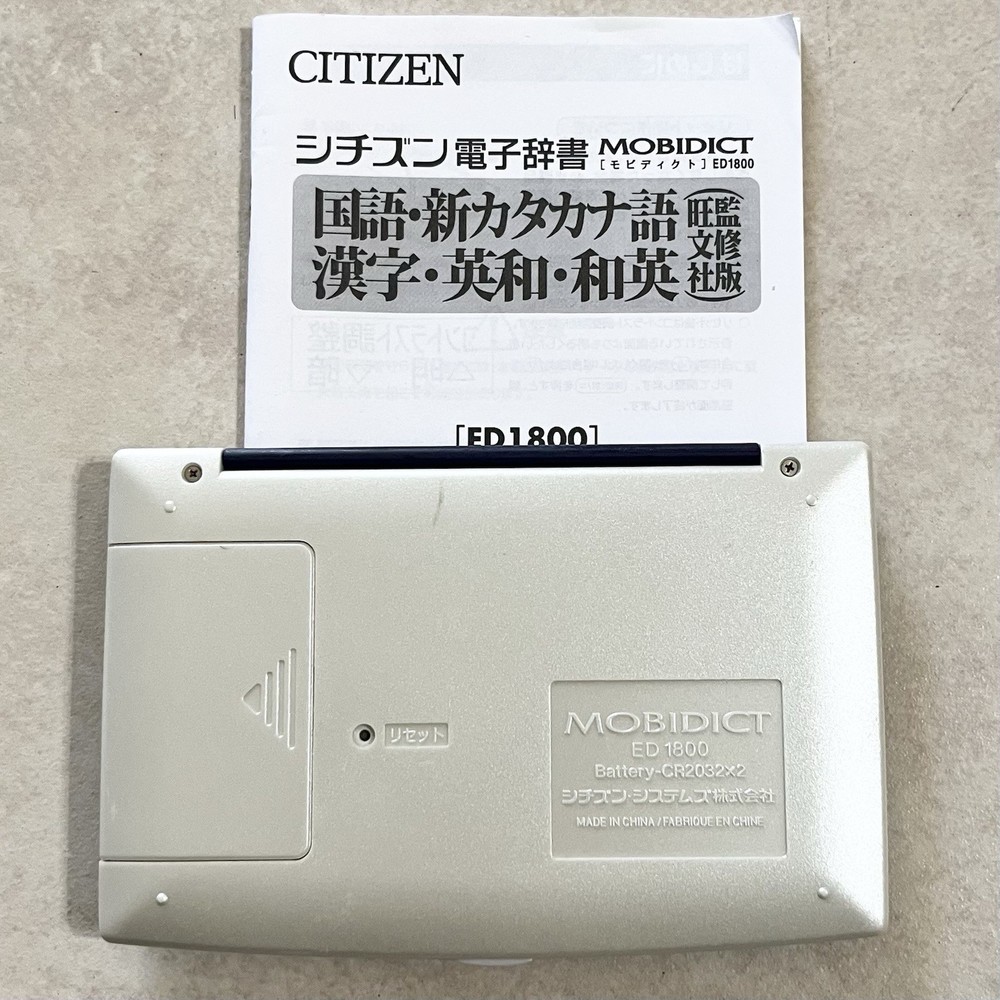 CITIZEN
シチズン電子辞書 MOBIDICT
[モビディクト] ED1800
国語・新カタカナ語
漢字・英和・和英
旺文社版
監修
[ED1800]
リセット
MOBIDICT
ED 1800
Battery-CR2032×2
シチズン・システムズ株式会社
MADE IN CHINA / FABRIQUE EN CHINE